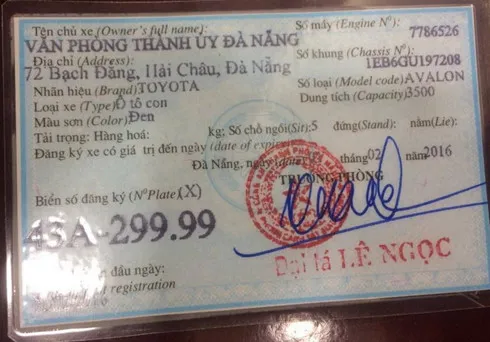 Tên chủ xe (Owner's full name): Số máy (Engine Nº): 7786526
VĂN PHÒNG THÀNH ỦY ĐÀ NẴNG
Địa chỉ (Address): Số khung (Chassis Nº): 1EB6GU197208
72 Bạch Đằng, Hải Châu, Đà Nẵng
Nhãn hiệu (Brand) TOYOTA Số loại (Model code) AVALON
Loại xe (Type) Ô tô con Dung tích (Capacity) 3500
Màu sơn (Color) Đen
Tải trọng: Hàng hoá: kg; Số chỗ ngồi (Sit): 5 đứng (Stand): nằm (Lie):
Đăng ký xe có giá trị đến ngày (date of expiry)
Đà Nẵng, ngày tháng 02 năm 2016
TRƯỞNG PHÒNG
Biển số đăng ký (Nº Plate) (X)
43A-299.99
Đại tá LÊ NGỌC
đầu ngày:
registration